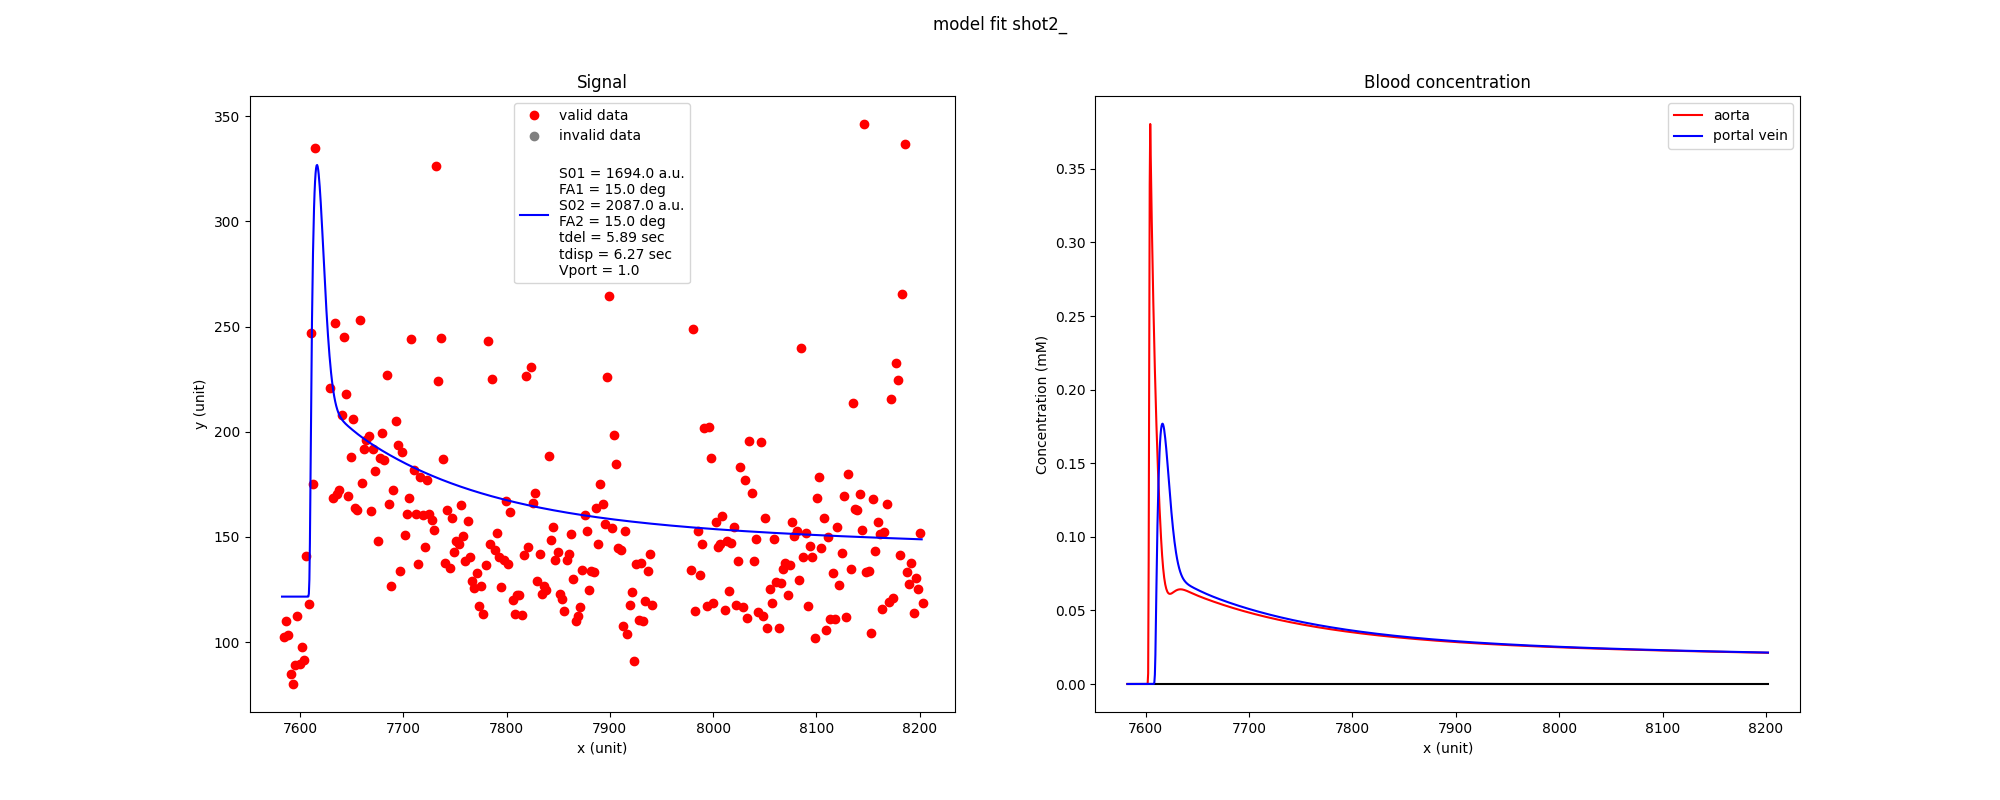 model fit shot2_
Signal
350
300
250
200
150
100
y (unit)
7600 7700 7800 7900 8000 8100 8200
x (unit)
valid data
invalid data
S01 = 1694.0 a.u.
FA1 = 15.0 deg
S02 = 2087.0 a.u.
FA2 = 15.0 deg
tdel = 5.89 sec
tdisp = 6.27 sec
Vport = 1.0
Blood concentration
0.35
0.30
0.25
0.20
0.15
0.10
0.05
0.00
Concentration (mM)
7600 7700 7800 7900 8000 8100 8200
x (unit)
aorta
portal vein